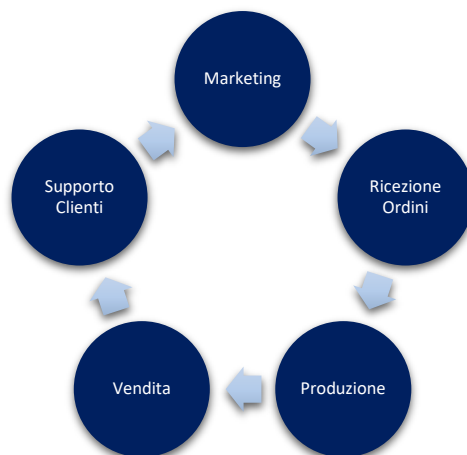 Marketing
Ricezione
Ordini
Produzione
Vendita
Supporto
Clienti